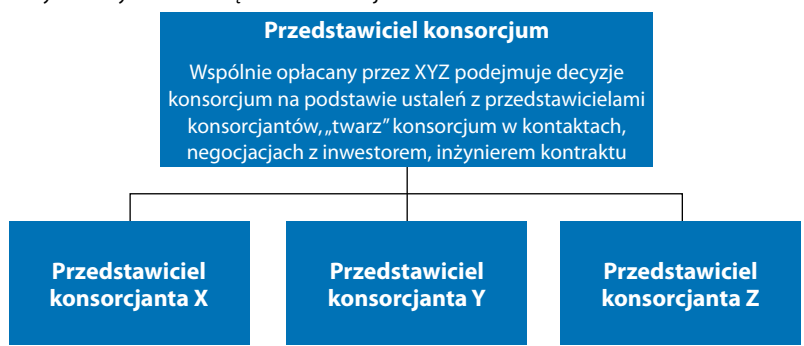 Przedstawiciel konsorcjum
Wspólnie opłacany przez XYZ podejmuje decyzje
konsorcjum na podstawie ustaleń z przedstawicielami
konsorcjantów, „twarz” konsorcjum w kontaktach,
negocjacjach z inwestorem, inżynierem kontraktu
Przedstawiciel
konsorcjanta X
Przedstawiciel
konsorcjanta Y
Przedstawiciel
konsorcjanta Z